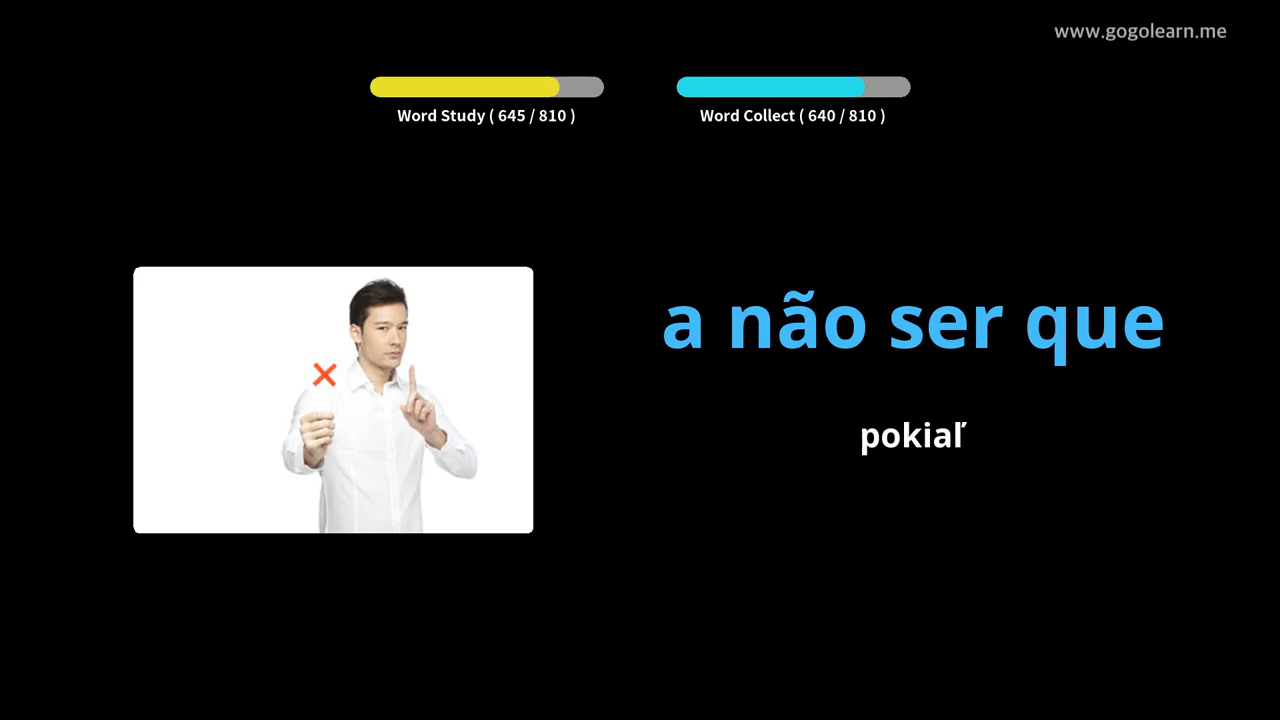 www.gogolearn.me
Word Study ( 645 / 810 )
Word Collect ( 640 / 810 )
a não ser que
pokiaľ